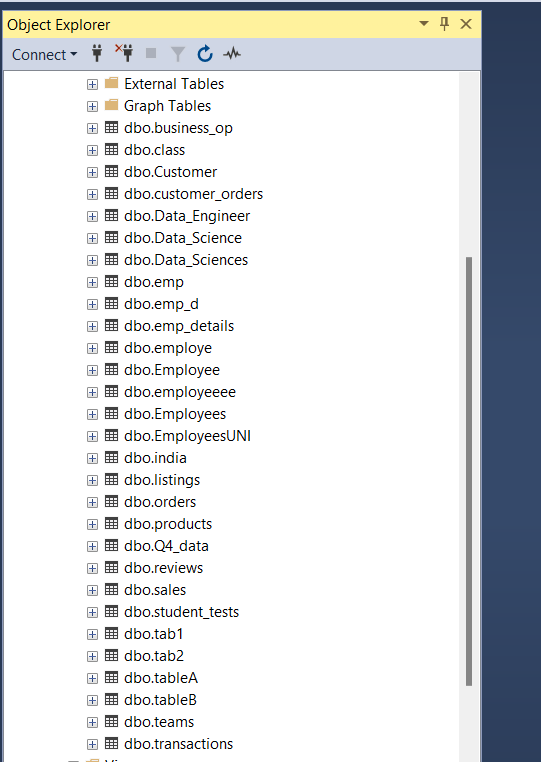 Object Explorer
Connect
External Tables
Graph Tables
dbo.business_op
dbo.class
dbo.Customer
dbo.customer_orders
dbo.Data_Engineer
dbo.Data_Science
dbo.Data_Sciences
dbo.emp
dbo.emp_d
dbo.emp_details
dbo.employe
dbo.Employee
dbo.employeeee
dbo.Employees
dbo.EmployeesUNI
dbo.india
dbo.listings
dbo.orders
dbo.products
dbo.Q4_data
dbo.reviews
dbo.sales
dbo.student_tests
dbo.tab1
dbo.tab2
dbo.tableA
dbo.tableB
dbo.teams
dbo.transactions